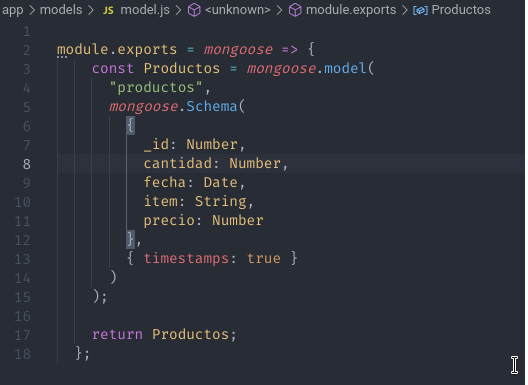 app > models > JS model.js > <unknown> > module.exports > Productos
1
2 module.exports = mongoose => {
3 const Productos = mongoose.model(
4 "productos",
5 mongoose.Schema(
6 {
7 _id: Number,
8 cantidad: Number,
9 fecha: Date,
10 item: String,
11 precio: Number
12 },
13 { timestamps: true }
14 )
15 );
16
17 return Productos;
18 };